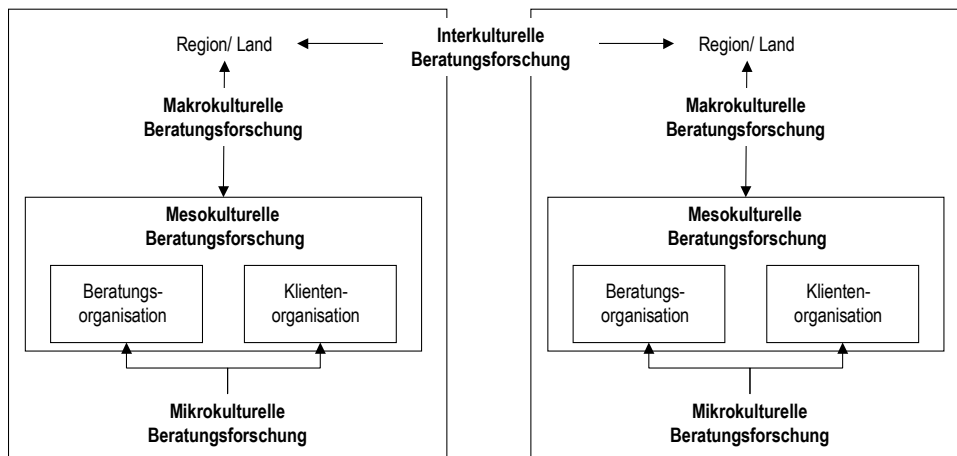 Region/ Land
Interkulturelle
Beratungsforschung
Region/ Land
Makrokulturelle
Beratungsforschung
Makrokulturelle
Beratungsforschung
Mesokulturelle
Beratungsforschung
Mesokulturelle
Beratungsforschung
Beratungs-
organisation
Klienten-
organisation
Beratungs-
organisation
Klienten-
organisation
Mikrokulturelle
Beratungsforschung
Mikrokulturelle
Beratungsforschung